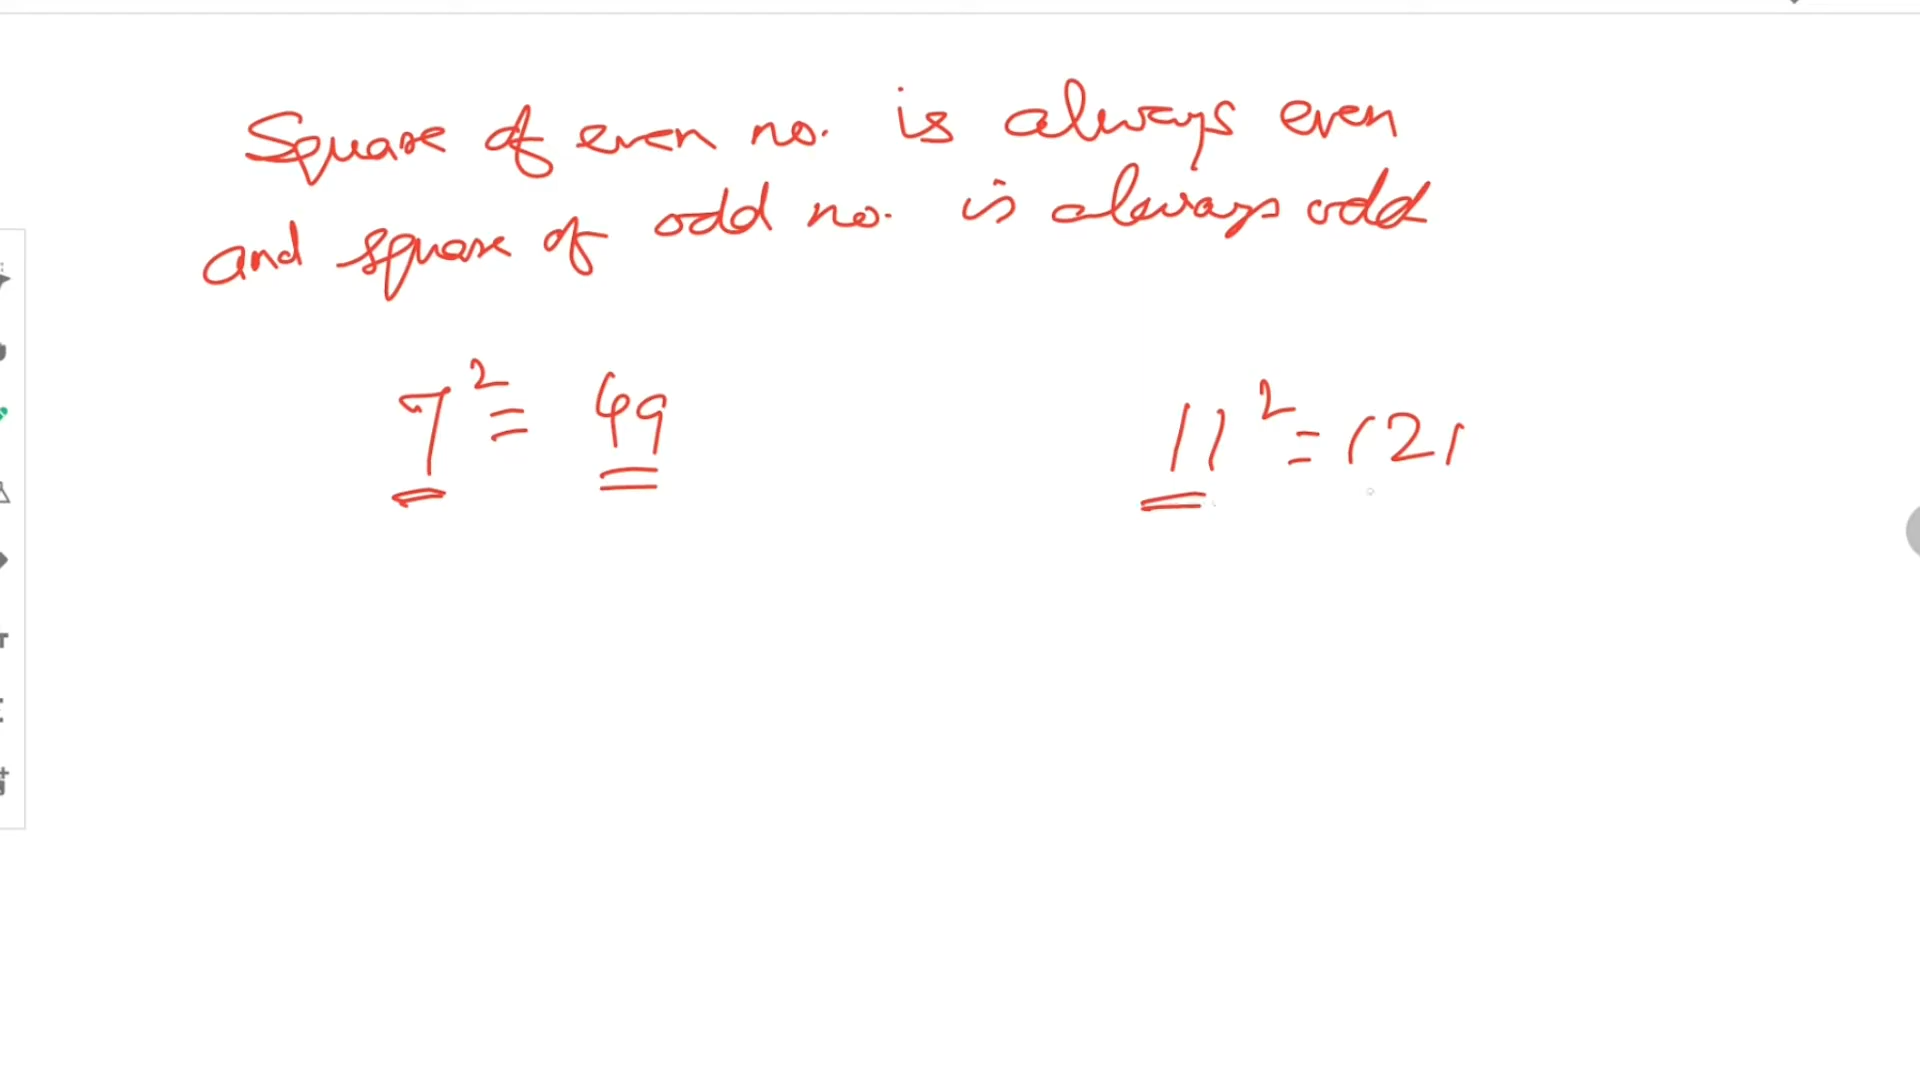 Square of even no. is always even
and square of odd no. is always odd
7² = 49
11² = 121